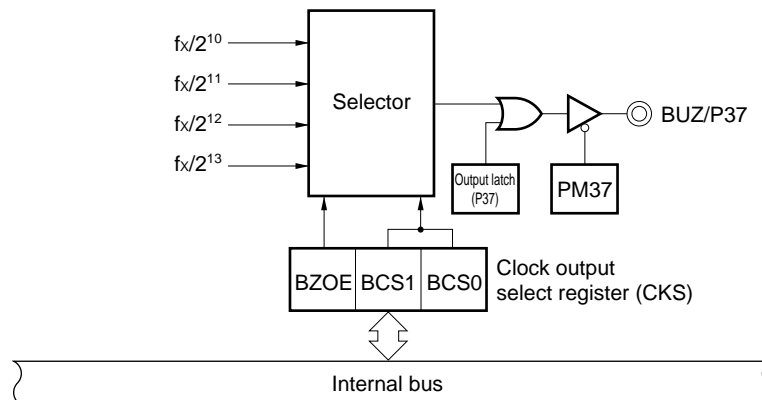 fx/2¹⁰
fx/2¹¹
fx/2¹²
fx/2¹³
Selector
BUZ/P37
Output latch
(P37)
PM37
BZOE BCS1 BCS0
Clock output
select register (CKS)
Internal bus